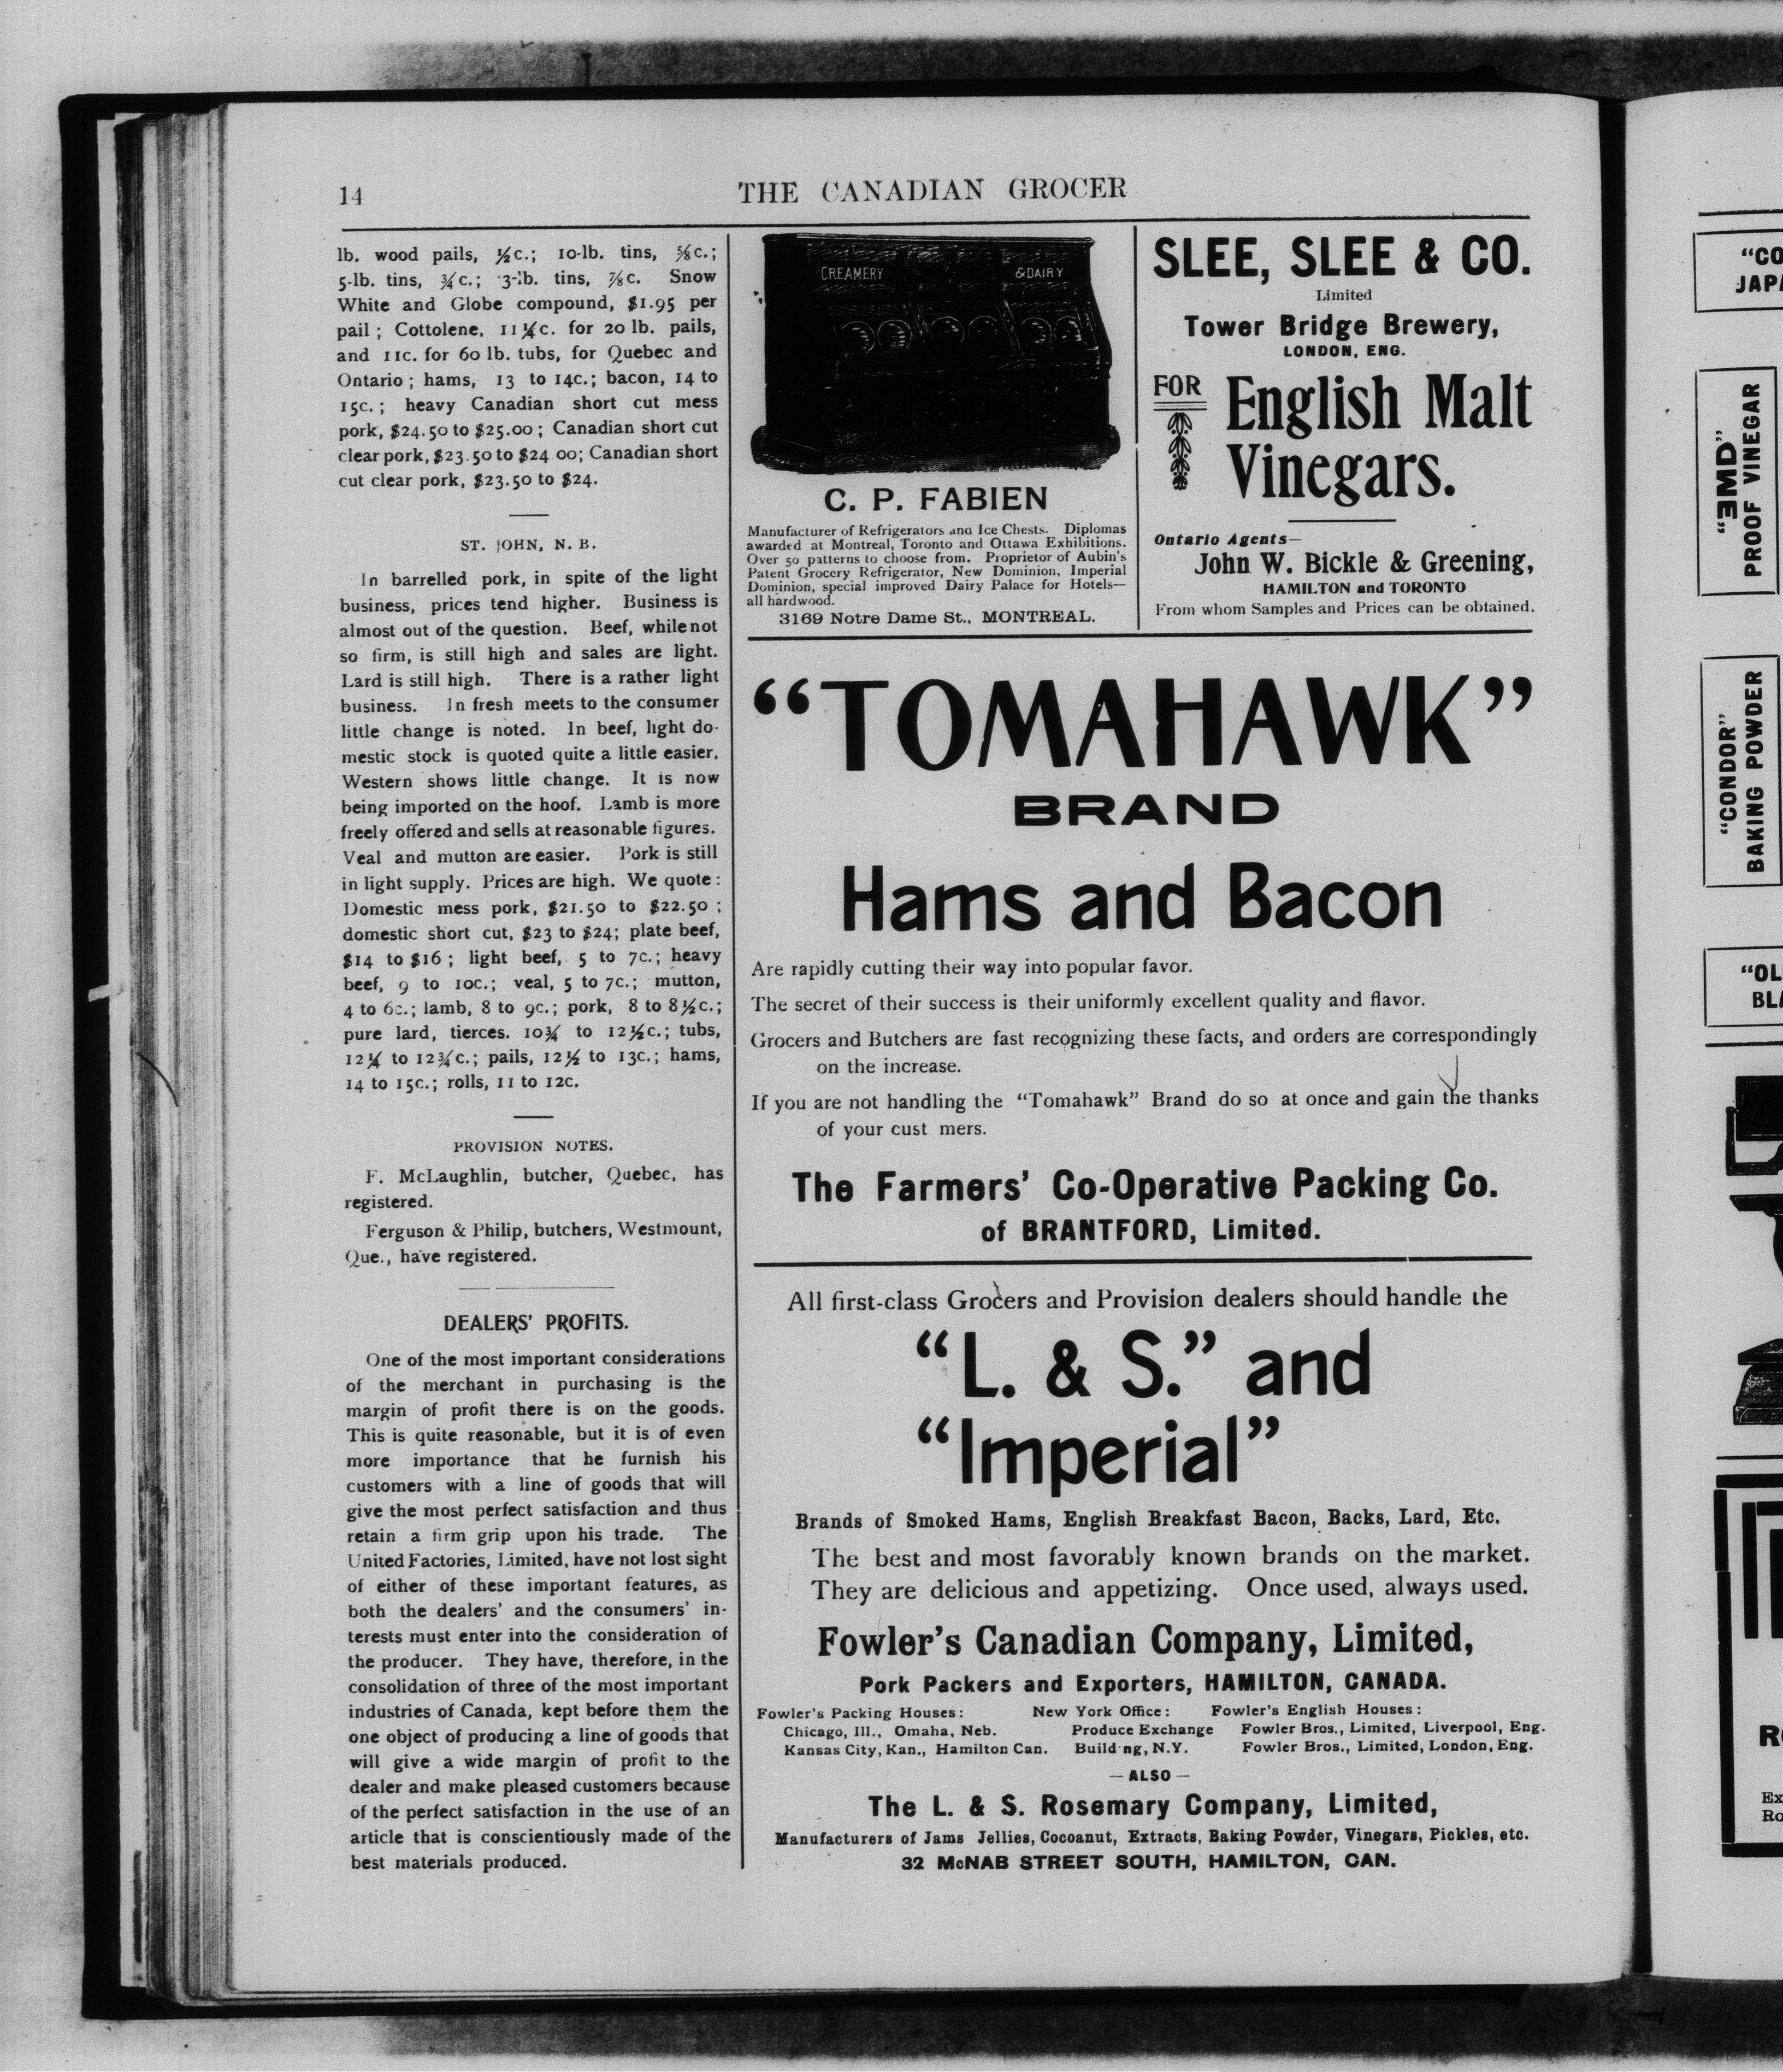 14
THE CANADIAN GROCER
lb. wood pails, ½c.; 10-lb. tins, ⅝c.;
5-lb. tins, ¾c.; 3-lb. tins, ⅞c. Snow
White and Globe compound, $1.95 per
pail; Cottolene, 11¼c. for 20 lb. pails,
and 11c. for 60 lb. tubs, for Quebec and
Ontario; hams, 13 to 14c.; bacon, 14 to
15c.; heavy Canadian short cut mess
pork, $24.50 to $25.00; Canadian short cut
clear pork, $23.50 to $24 00; Canadian short
cut clear pork, $23.50 to $24.
ST. JOHN, N. B.
In barrelled pork, in spite of the light
business, prices tend higher. Business is
almost out of the question. Beef, while not
so firm, is still high and sales are light.
Lard is still high. There is a rather light
business. In fresh meets to the consumer
little change is noted. In beef, light do-
mestic stock is quoted quite a little easier,
Western shows little change. It is now
being imported on the hoof. Lamb is more
freely offered and sells at reasonable figures.
Veal and mutton are easier. Pork is still
in light supply. Prices are high. We quote:
Domestic mess pork, $21.50 to $22.50;
domestic short cut, $23 to $24; plate beef,
$14 to $16; light beef, 5 to 7c.; heavy
beef, 9 to 10c.; veal, 5 to 7c.; mutton,
4 to 6c.; lamb, 8 to 9c.; pork, 8 to 8½c.;
pure lard, tierces. 10¾ to 12½c.; tubs,
12¼ to 12¾c.; pails, 12½ to 13c.; hams,
14 to 15c.; rolls, 11 to 12c.
PROVISION NOTES.
F. McLaughlin, butcher, Quebec, has
registered.
Ferguson & Philip, butchers, Westmount,
Que., have registered.
DEALERS' PROFITS.
One of the most important considerations
of the merchant in purchasing is the
margin of profit there is on the goods.
This is quite reasonable, but it is of even
more importance that he furnish his
customers with a line of goods that will
give the most perfect satisfaction and thus
retain a firm grip upon his trade. The
United Factories, Limited, have not lost sight
of either of these important features, as
both the dealers' and the consumers' in-
terests must enter into the consideration of
the producer. They have, therefore, in the
consolidation of three of the most important
industries of Canada, kept before them the
one object of producing a line of goods that
will give a wide margin of profit to the
dealer and make pleased customers because
of the perfect satisfaction in the use of an
article that is conscientiously made of the
best materials produced.
CREAMERY & DAIRY
C. P. FABIEN
Manufacturer of Refrigerators and Ice Chests. Diplomas
awarded at Montreal, Toronto and Ottawa Exhibitions.
Over 50 patterns to choose from. Proprietor of Aubin's
Patent Grocery Refrigerator, New Dominion, Imperial
Dominion, special improved Dairy Palace for Hotels—
all hardwood.
3169 Notre Dame St., MONTREAL.
SLEE, SLEE & CO.
Limited
Tower Bridge Brewery,
LONDON, ENG.
FOR English Malt
Vinegars.
Ontario Agents—
John W. Bickle & Greening,
HAMILTON and TORONTO
From whom Samples and Prices can be obtained.
"TOMAHAWK"
BRAND
Hams and Bacon
Are rapidly cutting their way into popular favor.
The secret of their success is their uniformly excellent quality and flavor.
Grocers and Butchers are fast recognizing these facts, and orders are correspondingly
on the increase.
If you are not handling the "Tomahawk" Brand do so at once and gain the thanks
of your cust mers.
The Farmers' Co-Operative Packing Co.
of BRANTFORD, Limited.
All first-class Grocers and Provision dealers should handle the
"L. & S." and
"Imperial"
Brands of Smoked Hams, English Breakfast Bacon, Backs, Lard, Etc.
The best and most favorably known brands on the market.
They are delicious and appetizing. Once used, always used.
Fowler's Canadian Company, Limited,
Pork Packers and Exporters, HAMILTON, CANADA.
Fowler's Packing Houses: New York Office: Fowler's English Houses:
Chicago, Ill., Omaha, Neb. Produce Exchange Fowler Bros., Limited, Liverpool, Eng.
Kansas City, Kan., Hamilton Can. Build ng, N.Y. Fowler Bros., Limited, London, Eng.
— ALSO —
The L. & S. Rosemary Company, Limited,
Manufacturers of Jams Jellies, Cocoanut, Extracts, Baking Powder, Vinegars, Pickles, etc.
32 McNAB STREET SOUTH, HAMILTON, CAN.
"CO
JAPA
"EMD"
PROOF VINEGAR
"CONDOR"
BAKING POWDER
"OL
BLA
R
Ex
Ro